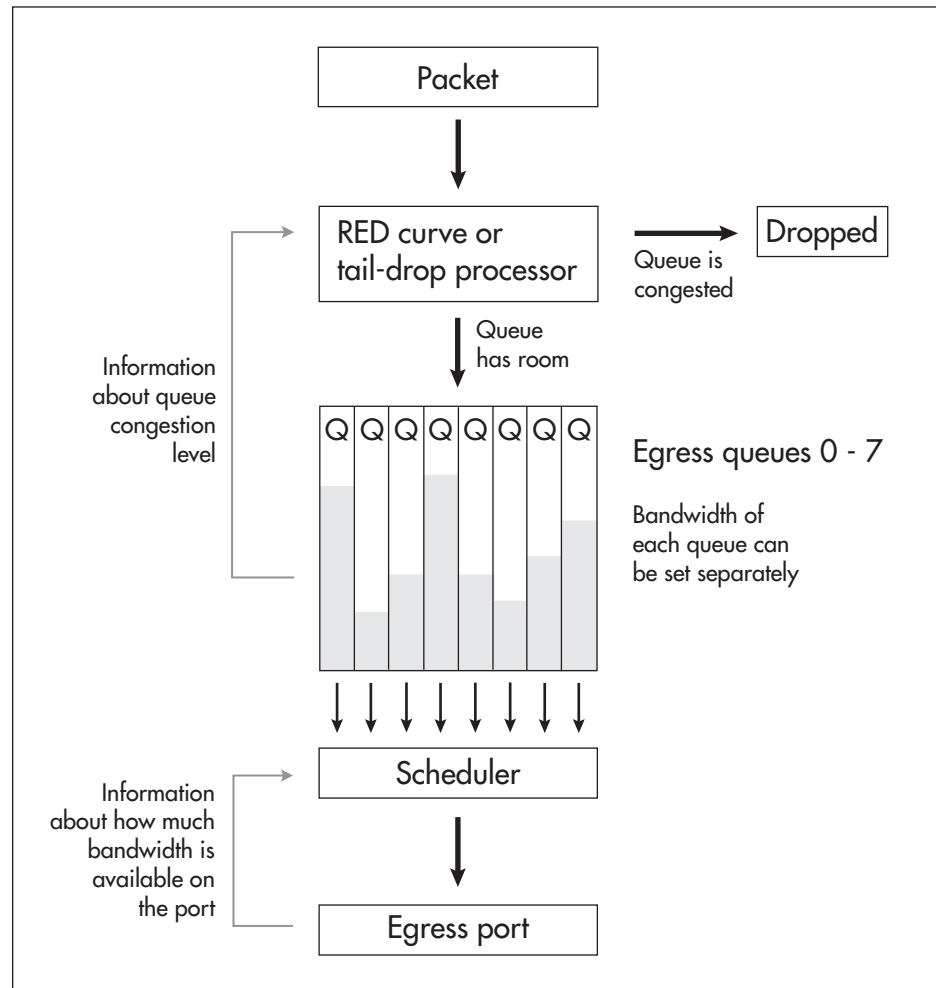 Packet
RED curve or
tail-drop processor
Dropped
Queue is
congested
Queue
has room
Information
about queue
congestion
level
Q Q Q Q Q Q Q Q
Egress queues 0 - 7
Bandwidth of
each queue can
be set separately
Scheduler
Information
about how much
bandwidth is
available on
the port
Egress port